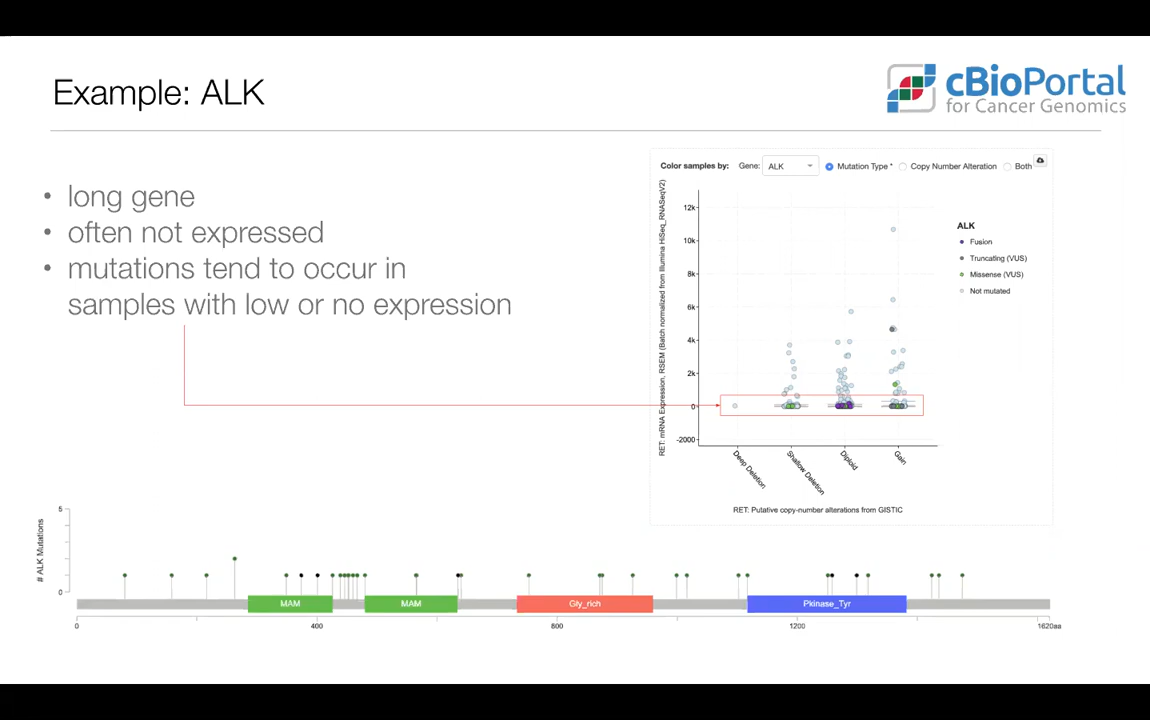 Example: ALK
cBioPortal
for Cancer Genomics
• long gene
• often not expressed
• mutations tend to occur in
samples with low or no expression
Color samples by: Gene: ALK Mutation Type * Copy Number Alteration Both
RET: mRNA Expression, RSEM (Batch normalized from Illumina HiSeq_RNASeqV2)
12k
10k
8k
6k
4k
2k
0
-2000
Deep Deletion
Shallow Deletion
Diploid
Gain
RET: Putative copy-number alterations from GISTIC
ALK
Fusion
Truncating (VUS)
Missense (VUS)
Not mutated
# ALK Mutations
5
0
MAM
MAM
Gly_rich
Pkinase_Tyr
0
400
800
1200
1620aa